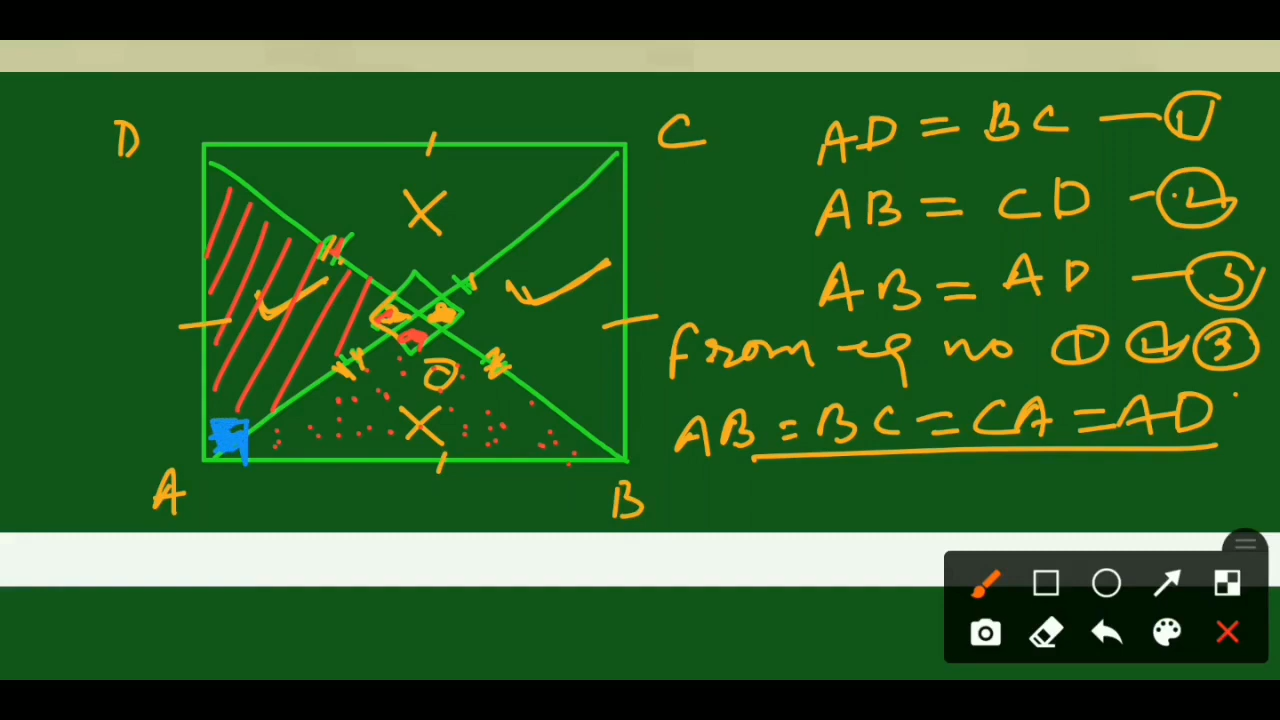 D
C
AD = BC — ①
AB = CD — ②
AB = AD — ③
from eq no ① ② ③
O
AB = BC = CA = AD
A
B